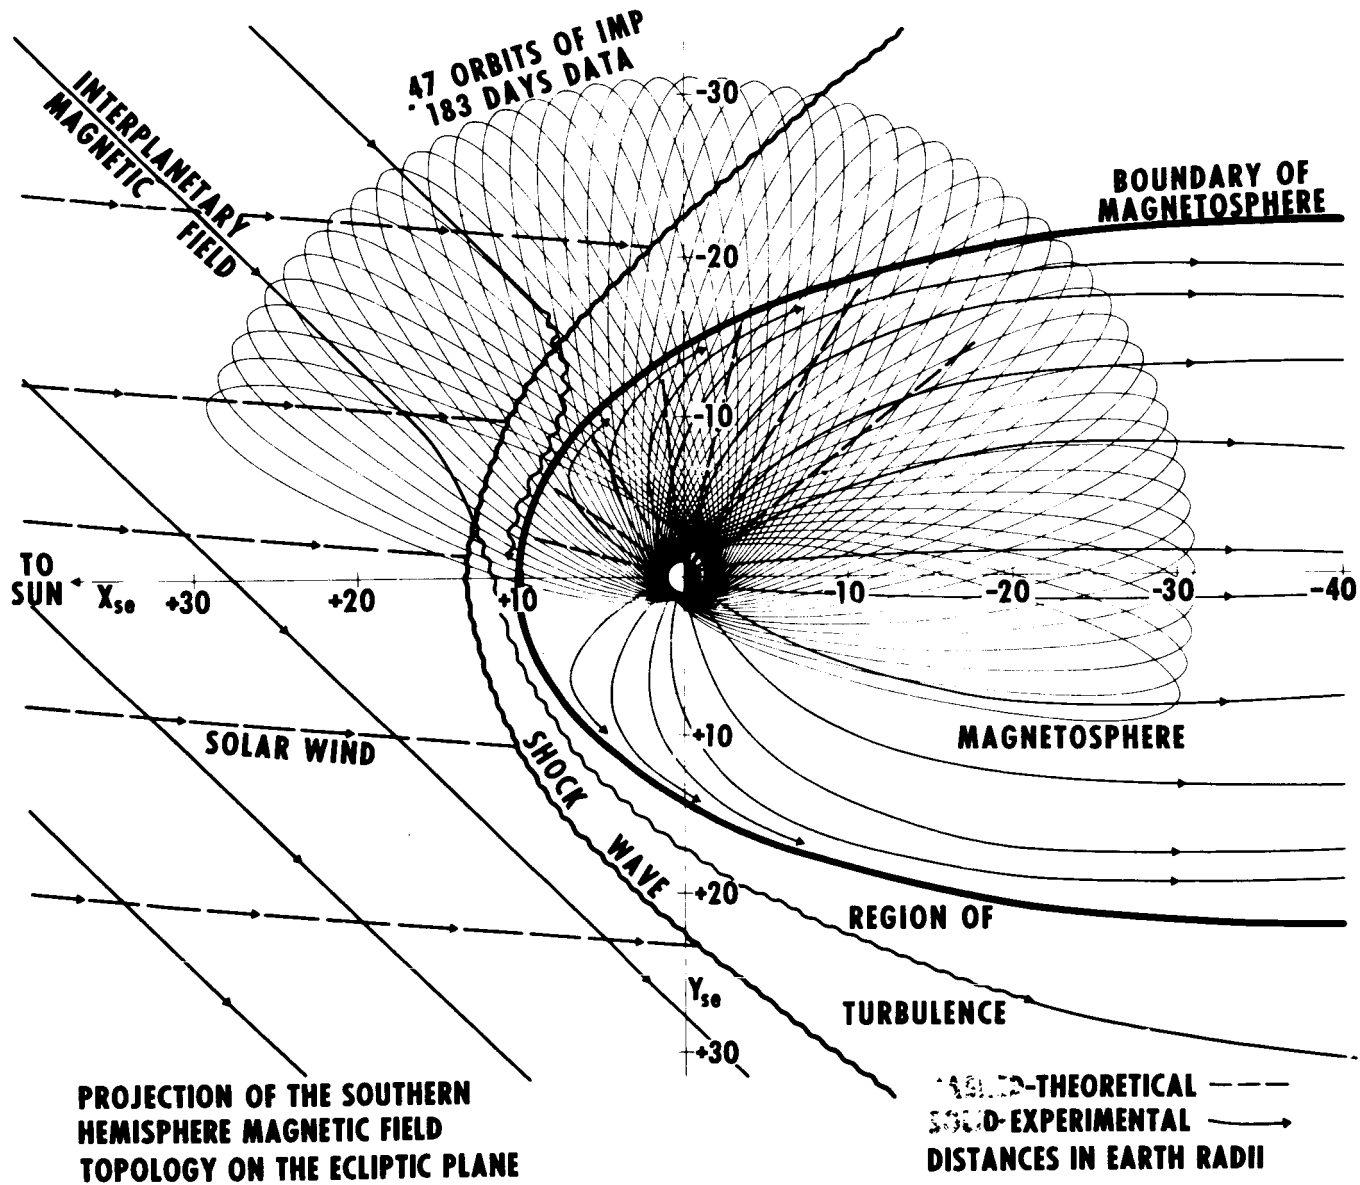 47 ORBITS OF IMP
183 DAYS DATA
INTERPLANETARY
MAGNETIC FIELD
BOUNDARY OF
MAGNETOSPHERE
-30
-20
-10
TO
SUN
Xse
+30
+20
+10
-10
-20
-30
-40
+10
MAGNETOSPHERE
SOLAR WIND
SHOCK WAVE
+20
REGION OF
TURBULENCE
Yse
+30
PROJECTION OF THE SOUTHERN
HEMISPHERE MAGNETIC FIELD
TOPOLOGY ON THE ECLIPTIC PLANE
-THEORETICAL
SOLID-EXPERIMENTAL
DISTANCES IN EARTH RADII